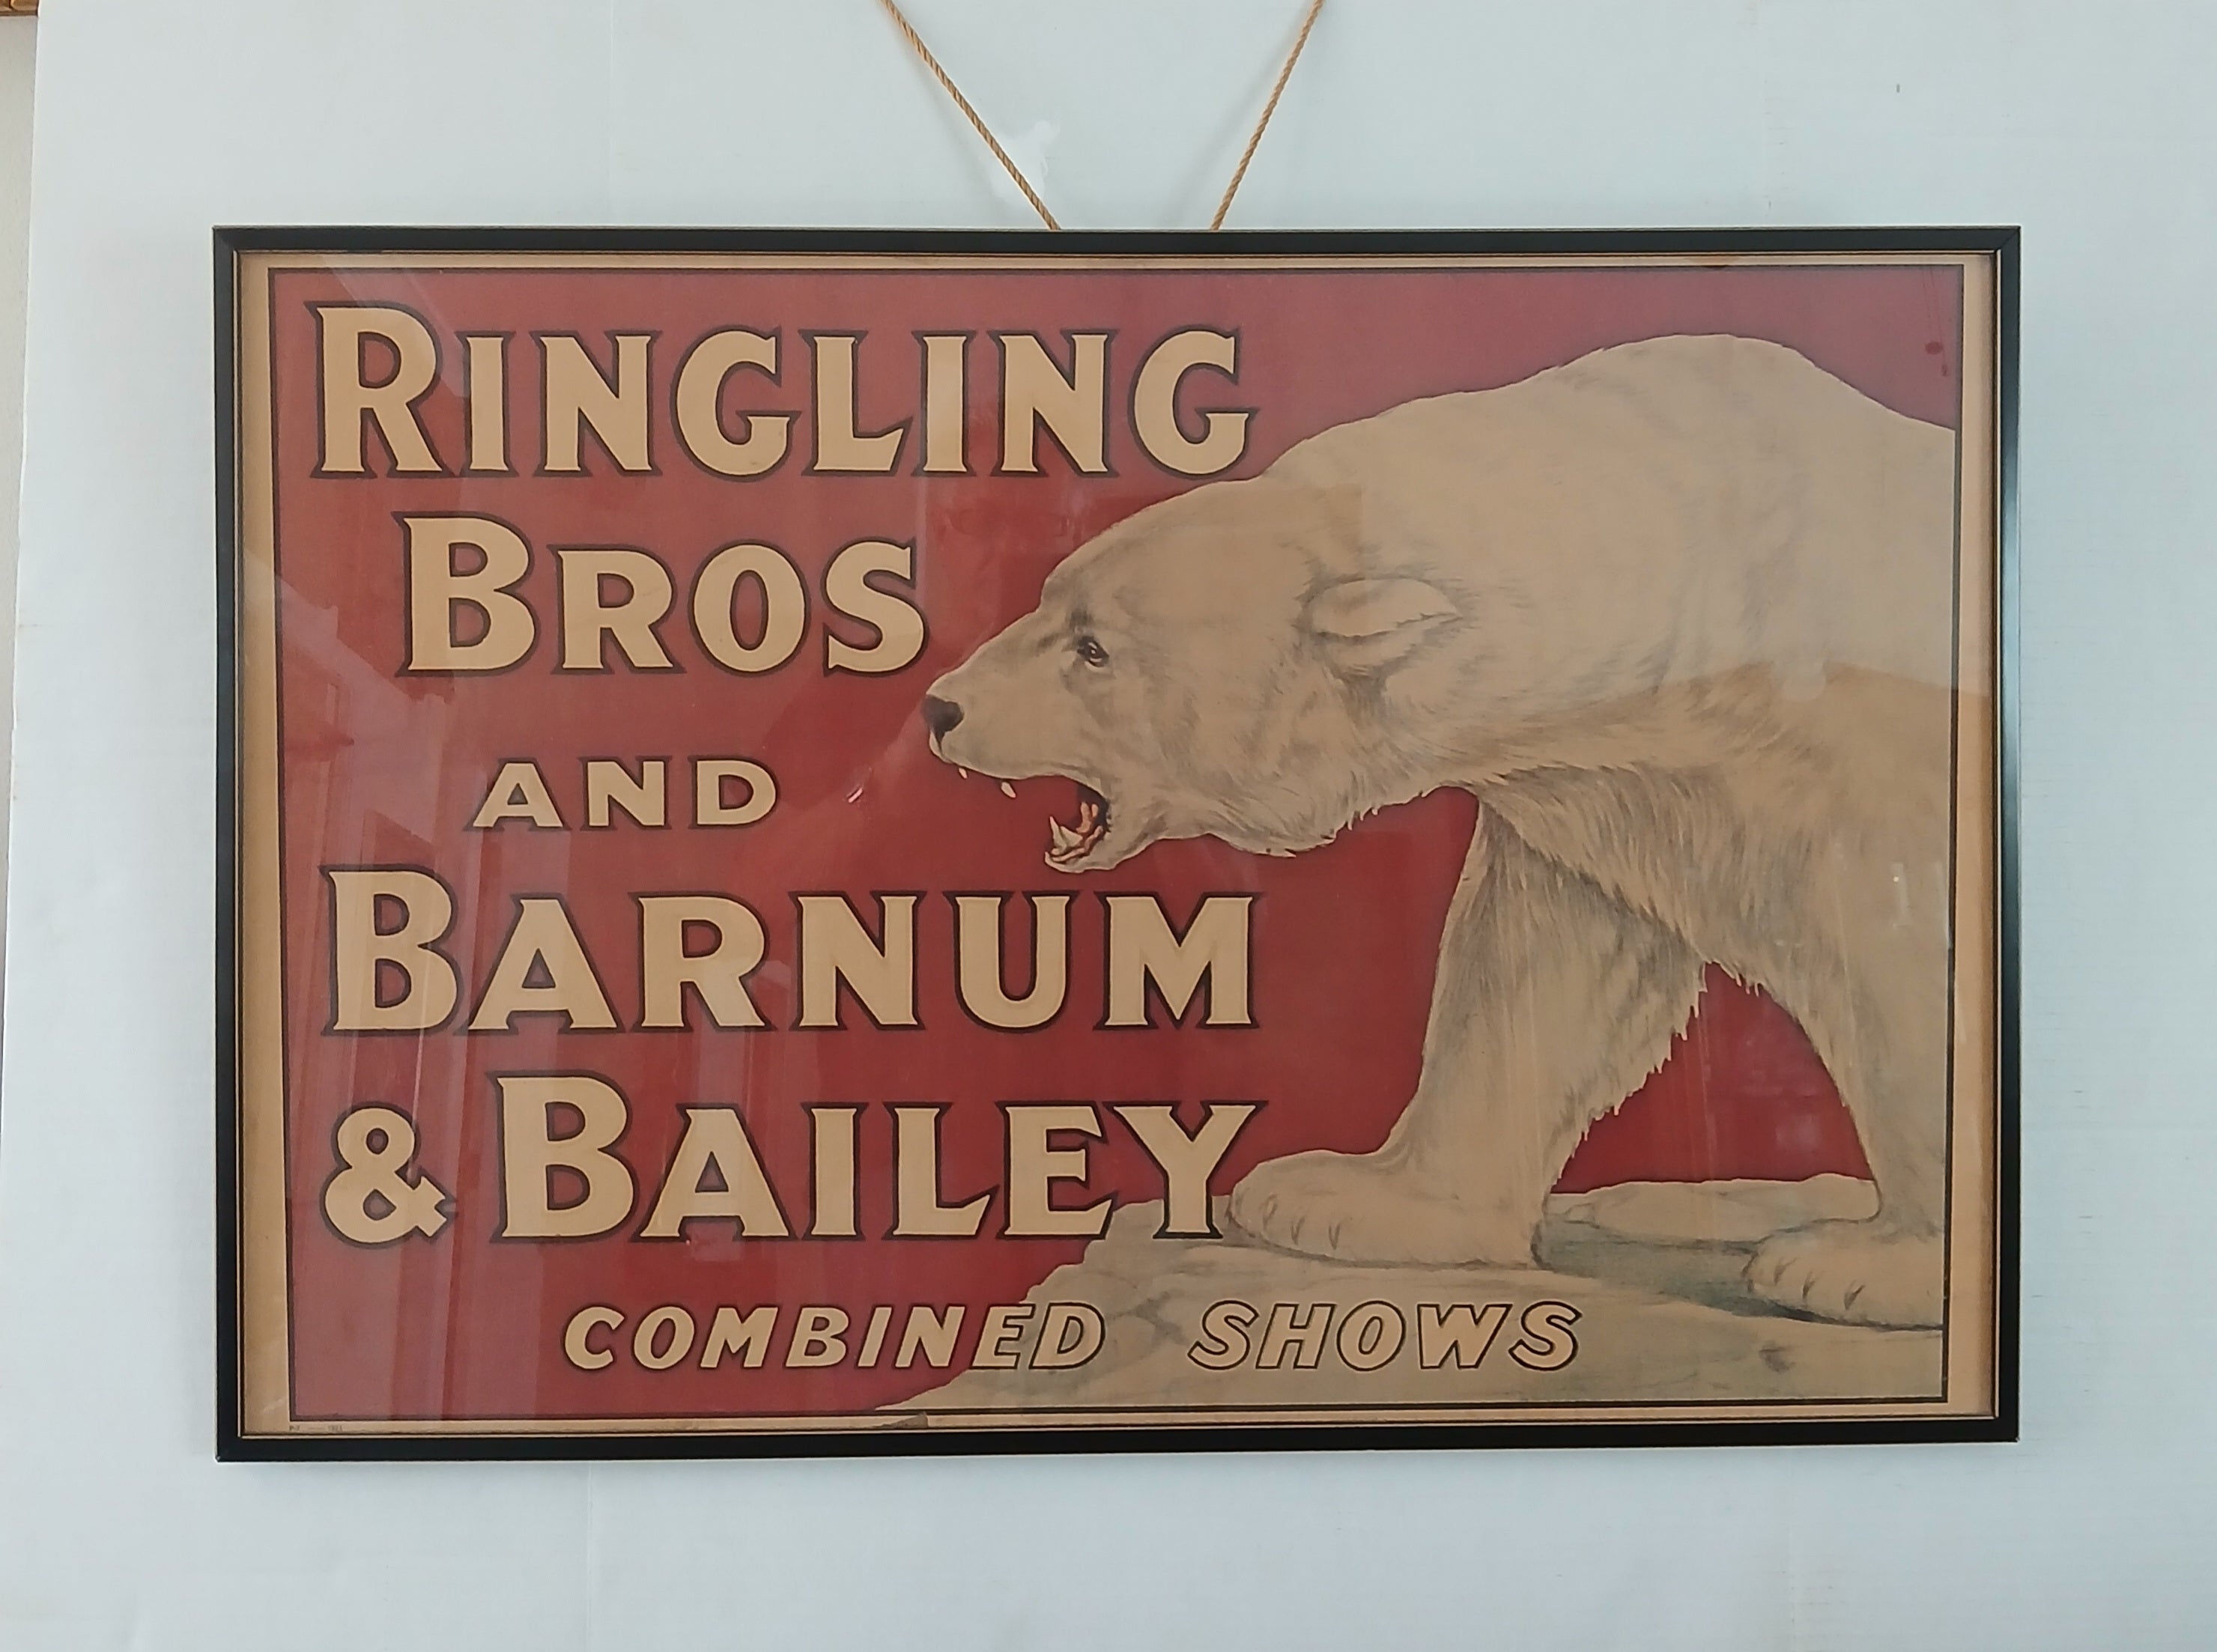 RINGLING
BROS
AND
BARNUM
& BAILEY
COMBINED SHOWS